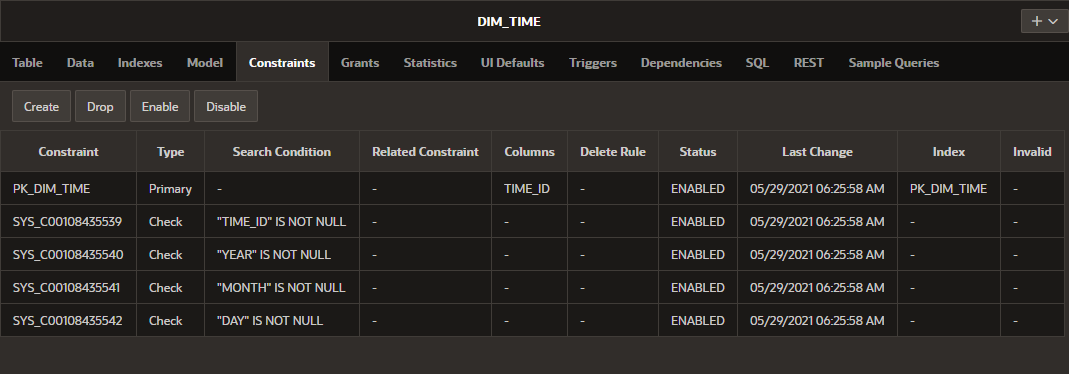 DIM_TIME
Table Data Indexes Model Constraints Grants Statistics UI Defaults Triggers Dependencies SQL REST Sample Queries
Create Drop Enable Disable
Constraint Type Search Condition Related Constraint Columns Delete Rule Status Last Change Index Invalid
PK_DIM_TIME Primary - - TIME_ID - ENABLED 05/29/2021 06:25:58 AM PK_DIM_TIME -
SYS_C00108435539 Check "TIME_ID" IS NOT NULL - - - ENABLED 05/29/2021 06:25:58 AM - -
SYS_C00108435540 Check "YEAR" IS NOT NULL - - - ENABLED 05/29/2021 06:25:58 AM - -
SYS_C00108435541 Check "MONTH" IS NOT NULL - - - ENABLED 05/29/2021 06:25:58 AM - -
SYS_C00108435542 Check "DAY" IS NOT NULL - - - ENABLED 05/29/2021 06:25:58 AM - -